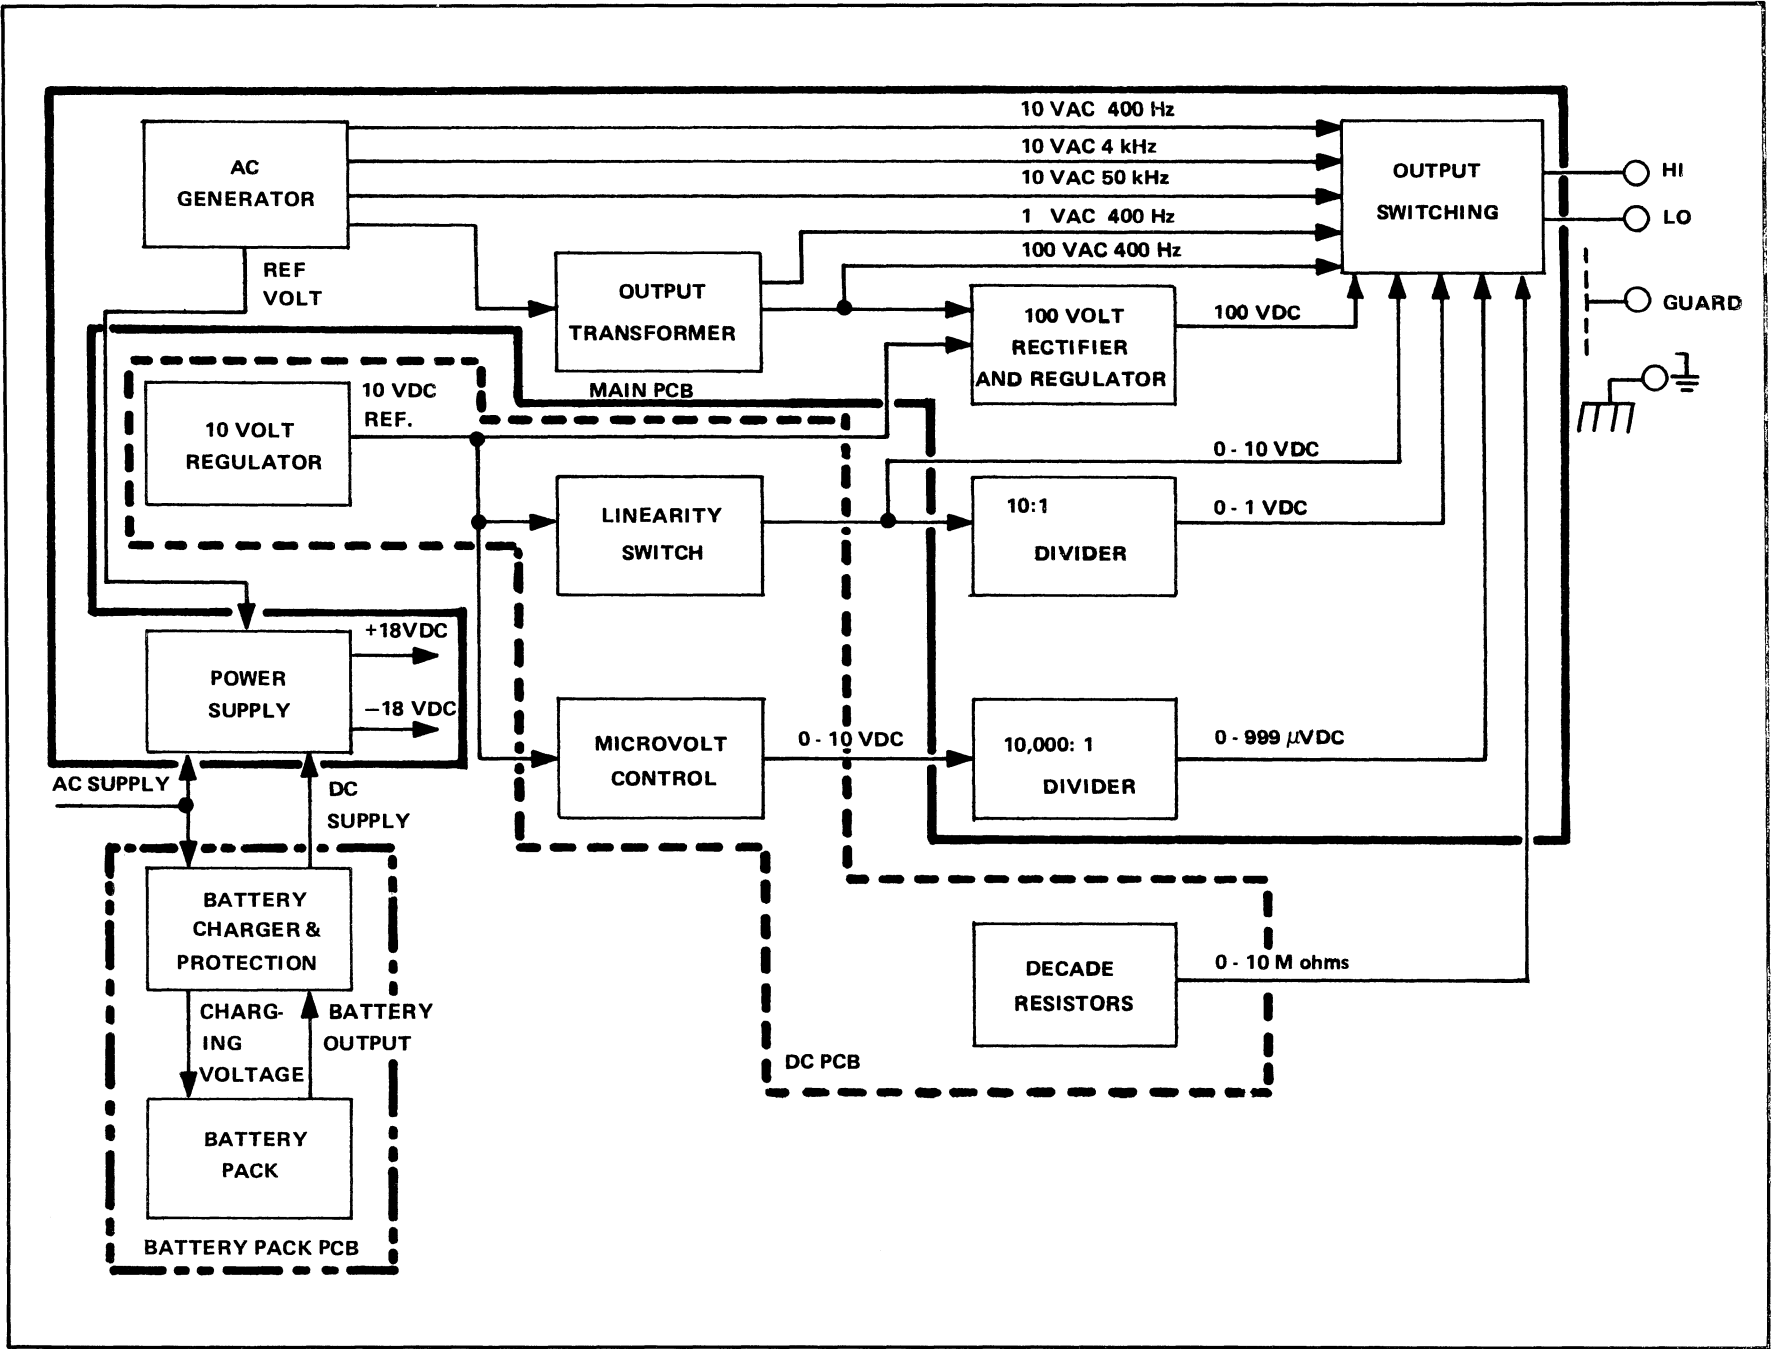 10 VAC 400 Hz
10 VAC 4 kHz
10 VAC 50 kHz
1 VAC 400 Hz
100 VAC 400 Hz
AC
GENERATOR
OUTPUT
SWITCHING
HI
LO
GUARD
REF
VOLT
OUTPUT
TRANSFORMER
MAIN PCB
100 VOLT
RECTIFIER
AND REGULATOR
100 VDC
10 VDC
REF.
10 VOLT
REGULATOR
LINEARITY
SWITCH
0 - 10 VDC
10:1
DIVIDER
0 - 1 VDC
+18VDC
POWER
SUPPLY
−18 VDC
MICROVOLT
CONTROL
0 - 10 VDC
10,000: 1
DIVIDER
0 - 999 µVDC
AC SUPPLY
DC
SUPPLY
BATTERY
CHARGER &
PROTECTION
DECADE
RESISTORS
0 - 10 M ohms
CHARG-
ING
VOLTAGE
BATTERY
OUTPUT
DC PCB
BATTERY
PACK
BATTERY PACK PCB